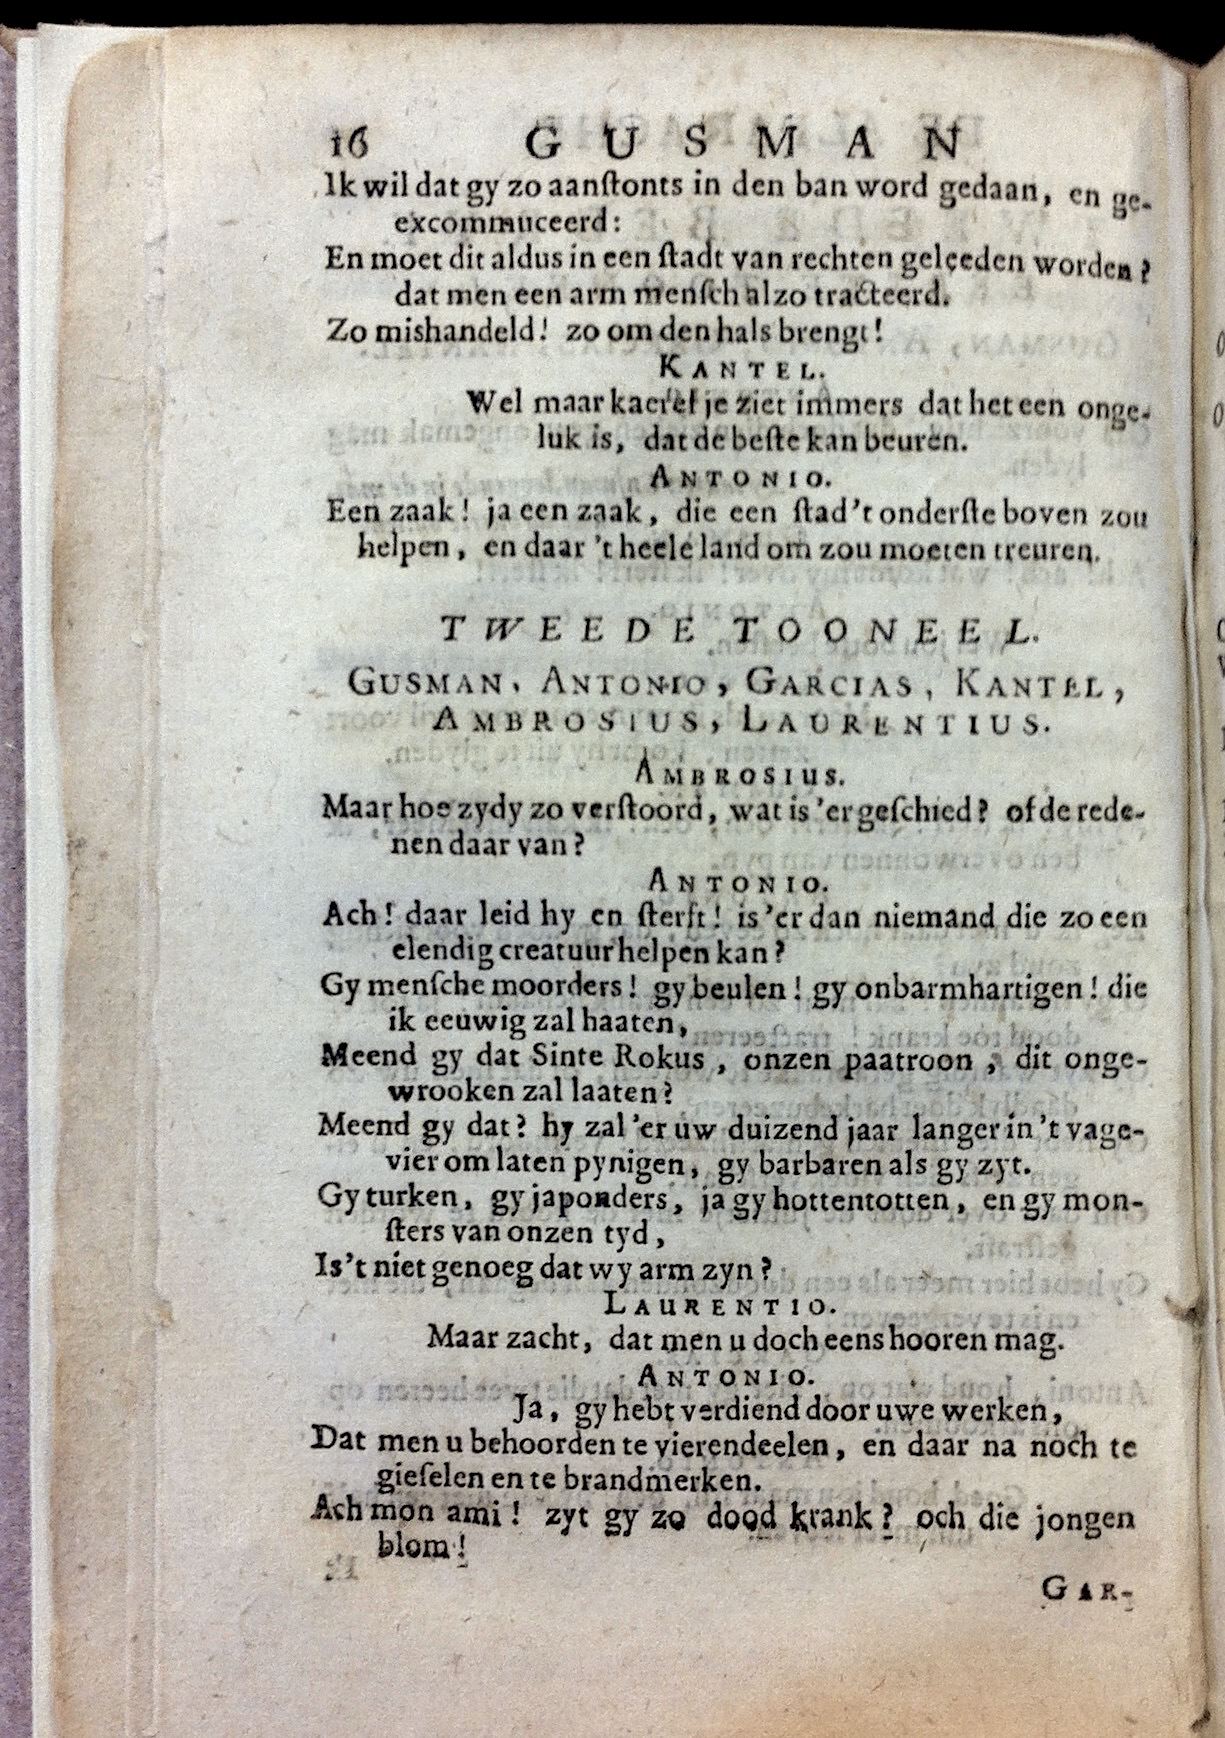 16 GUSMAN
Ik wil dat gy zo aanſtonts in den ban word gedaan, en ge-
excommuceerd:
En moet dit aldus in een ſtadt van rechten geleeden worden?
dat men een arm menſch alzo tracteerd.
Zo mishandeld! zo om den hals brengt!
KANTEL.
Wel maar kaerel je ziet immers dat het een onge-
luk is, dat de beſte kan beuren.
ANTONIO.
Een zaak! ja een zaak, die een ſtad 't onderſte boven zou
helpen, en daar 't heele land om zou moeten treuren.
TWEEDE TOONEEL.
GUSMAN, ANTONIO, GARCIAS, KANTEL,
AMBROSIUS, LAURENTIUS.
AMBROSIUS.
Maar hoe zydy zo verſtoord, wat is 'er geſchied? of de rede-
nen daar van?
ANTONIO.
Ach! daar leid hy en ſterft! is 'er dan niemand die zo een
elendig creatuur helpen kan?
Gy menſche moorders! gy beulen! gy onbarmhartigen! die
ik eeuwig zal haaten,
Meend gy dat Sinte Rokus, onzen paatroon, dit onge-
wrooken zal laaten?
Meend gy dat? hy zal 'er uw duizend jaar langer in 't vage-
vier om laten pynigen, gy barbaren als gy zyt.
Gy turken, gy japonders, ja gy hottentotten, en gy mon-
ſters van onzen tyd,
Is 't niet genoeg dat wy arm zyn?
LAURENTIO.
Maar zacht, dat men u doch eens hooren mag.
ANTONIO.
Ja, gy hebt verdiend door uwe werken,
Dat men u behoorden te vierendeelen, en daar na noch te
gieſelen en te brandmerken.
Ach mon ami! zyt gy zo dood krank? och die jongen
blom!
GAR-